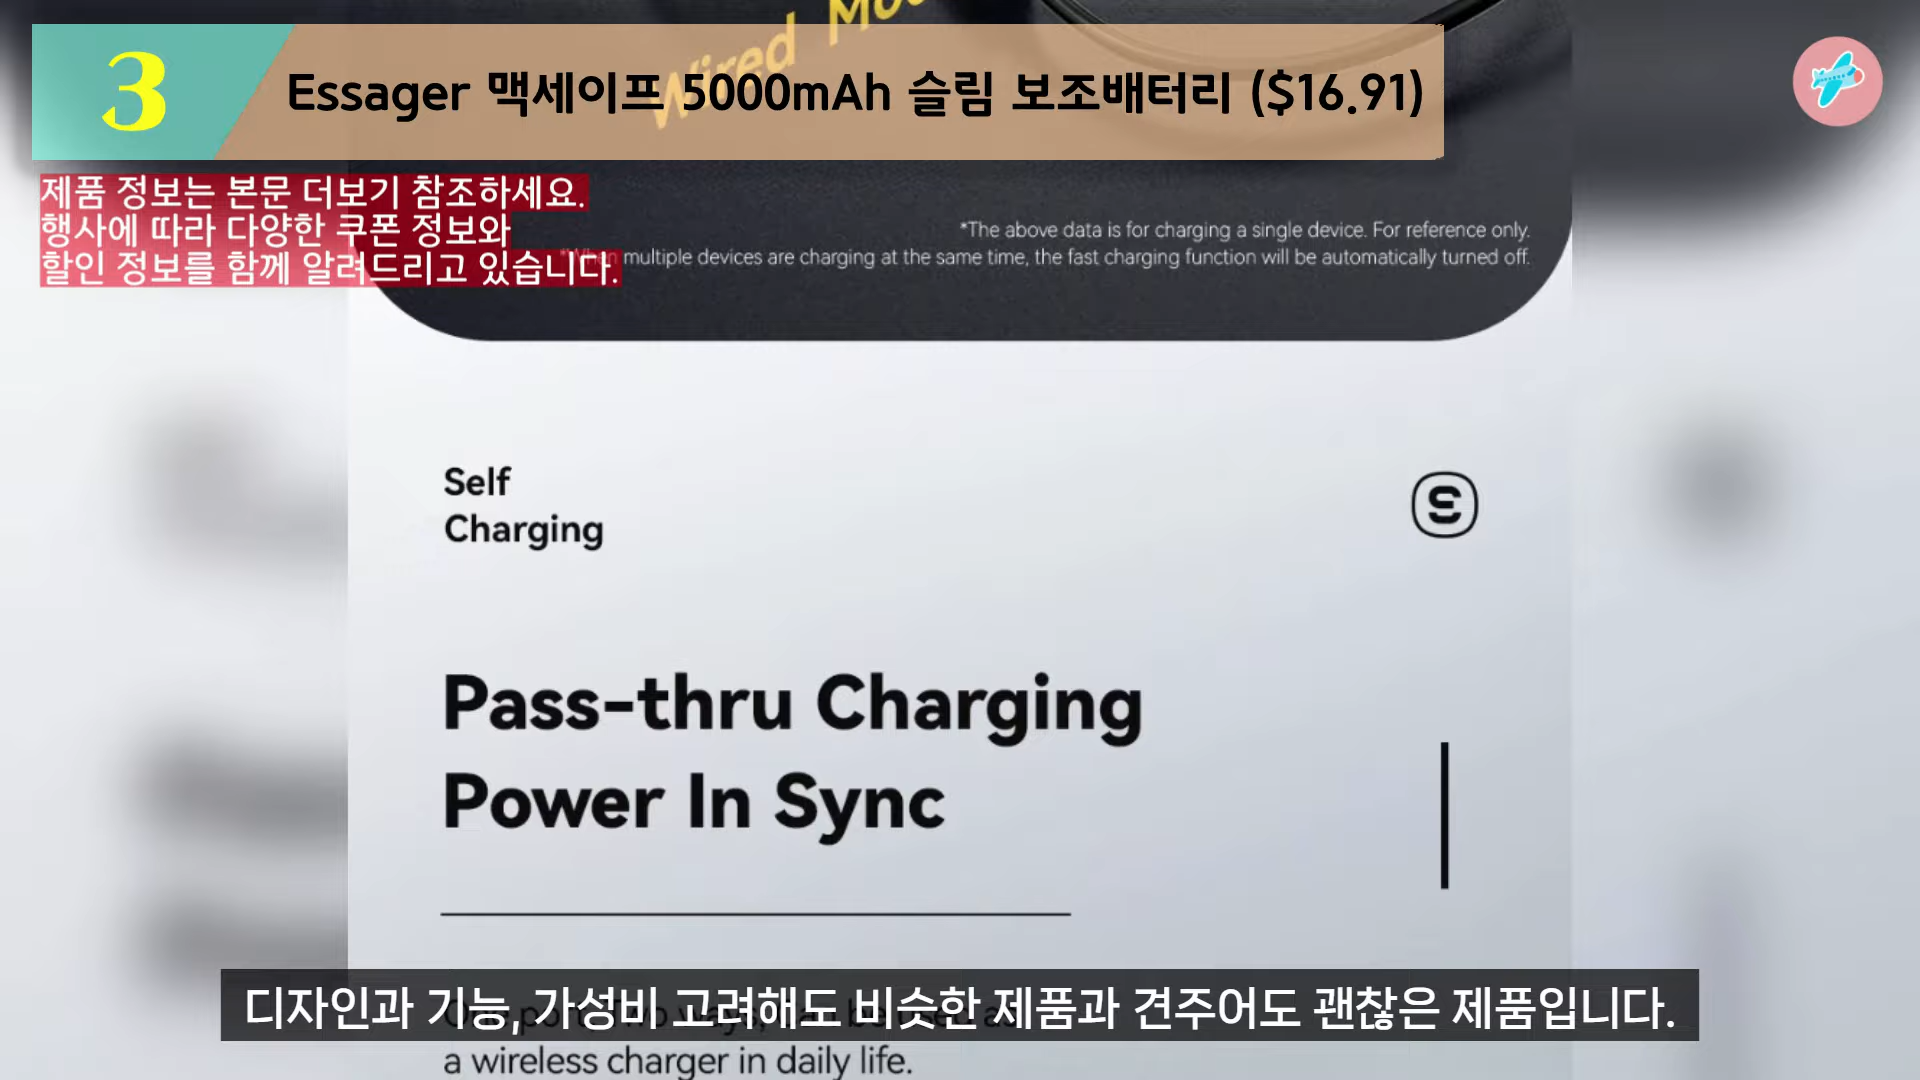 Wired
3
Essager 맥세이프 5000mAh 슬림 보조배터리 ($16.91)
제품 정보는 본문 더보기 참조하세요.
행사에 따라 다양한 쿠폰 정보와
할인 정보를 함께 알려드리고 있습니다.
*The above data is for charging a single device. For reference only.
*When multiple devices are charging at the same time, the fast charging function will be automatically turned off.
Self
Charging
Pass-thru Charging
Power In Sync
디자인과 기능, 가성비 고려해도 비슷한 제품과 견주어도 괜찮은 제품입니다.
a wireless charger in daily life.